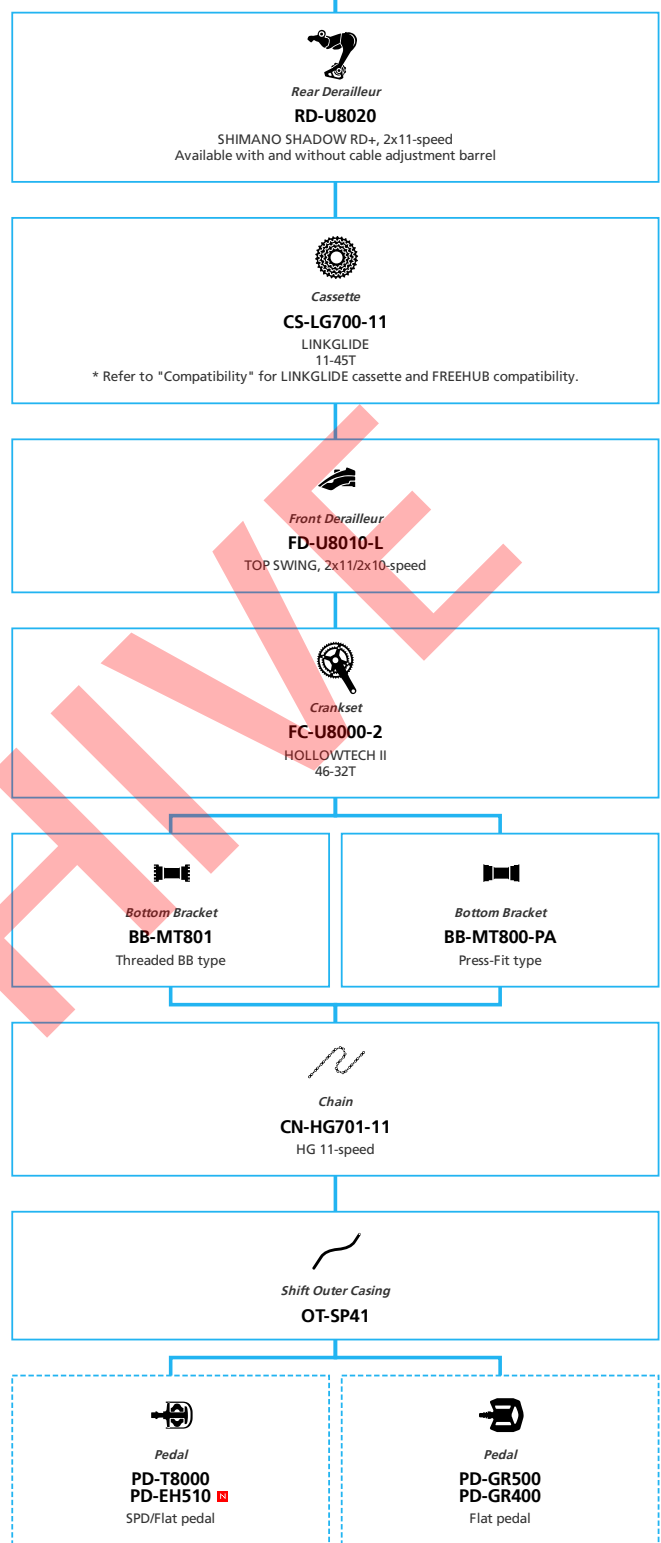 Rear Derailleur
RD-U8020
SHIMANO SHADOW RD+, 2x11-speed
Available with and without cable adjustment barrel
Cassette
CS-LG700-11
LINKGLIDE
11-45T
* Refer to "Compatibility" for LINKGLIDE cassette and FREEHUB compatibility.
Front Derailleur
FD-U8010-L
TOP SWING, 2x11/2x10-speed
Crankset
FC-U8000-2
HOLLOWTECH II
46-32T
Bottom Bracket
BB-MT801
Threaded BB type
Bottom Bracket
BB-MT800-PA
Press-Fit type
Chain
CN-HG701-11
HG 11-speed
Shift Outer Casing
OT-SP41
Pedal
PD-T8000
PD-EH510 N
SPD/Flat pedal
Pedal
PD-GR500
PD-GR400
Flat pedal
HIVE